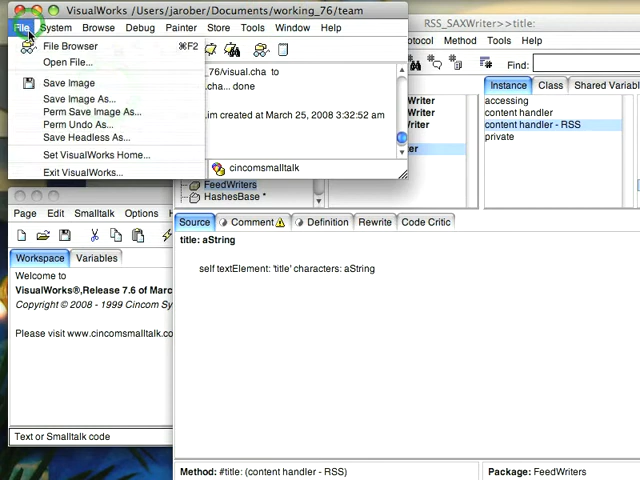 VisualWorks /Users/jarober/Documents/working_76/team
File System Browse Debug Painter Store Tools Window Help
File Browser ⌘F2
Open File...
Save Image
Save Image As...
Perm Save Image As...
Perm Undo As...
Save Headless As...
Set VisualWorks Home...
Exit VisualWorks...
_76/visual.cha to
.cha... done
.im created at March 25, 2008 3:32:52 am
cincomsmalltalk
RSS_SAXWriter>>title:
otocol Method Tools Help
Find:
Writer
Writer
Writer
ter
FeedWriters
HashesBase *
Instance Class Shared Variabl
accessing
content handler
content handler - RSS
private
Source Comment Definition Rewrite Code Critic
title: aString
self textElement: 'title' characters: aString
Method: #title: (content handler - RSS)
Package: FeedWriters
Page Edit Smalltalk Options
Workspace Variables
Welcome to
VisualWorks®,Release 7.6 of Marc
Copyright © 2008 - 1999 Cincom Sy
Please visit www.cincomsmalltalk.co
Text or Smalltalk code